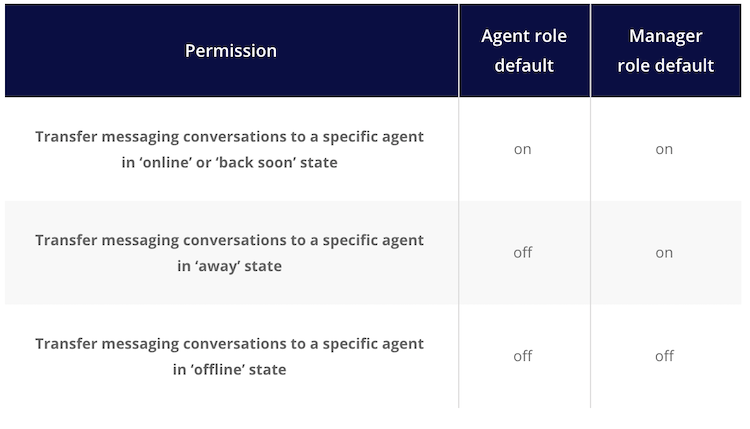 Permission
Agent role
default
Manager
role default
Transfer messaging conversations to a specific agent
in ‘online’ or ‘back soon’ state
on
on
Transfer messaging conversations to a specific agent
in ‘away’ state
off
on
Transfer messaging conversations to a specific agent
in ‘offline’ state
off
off